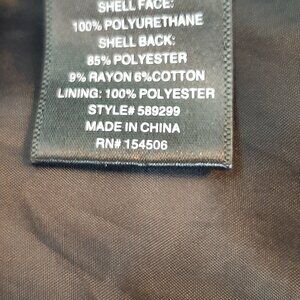 SHELL FACE:
100% POLYURETHANE
SHELL BACK:
85% POLYESTER
9% RAYON 6%COTTON
LINING: 100% POLYESTER
STYLE# 589299
MADE IN CHINA
RN# 154506